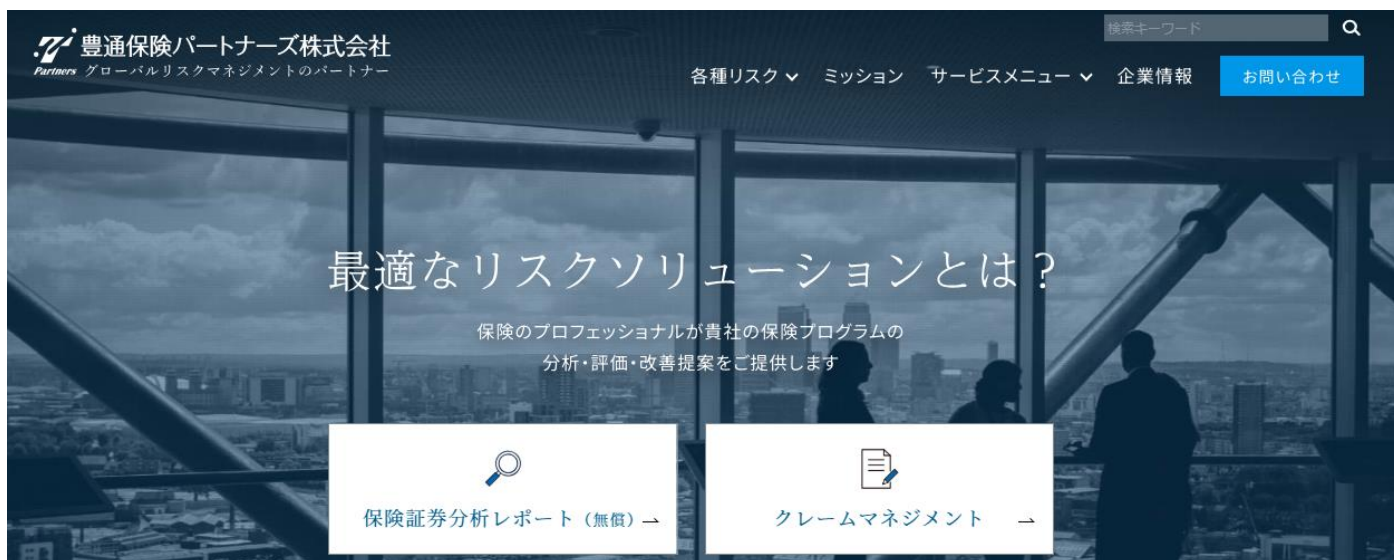 豊通保険パートナーズ株式会社
Partners グローバルリスクマネジメントのパートナー
検索キーワード
各種リスク ミッション サービスメニュー 企業情報 お問い合わせ
最適なリスクソリューションとは?
保険のプロフェッショナルが貴社の保険プログラムの
分析・評価・改善提案をご提供します
保険証券分析レポート(無償)→
クレームマネジメント →